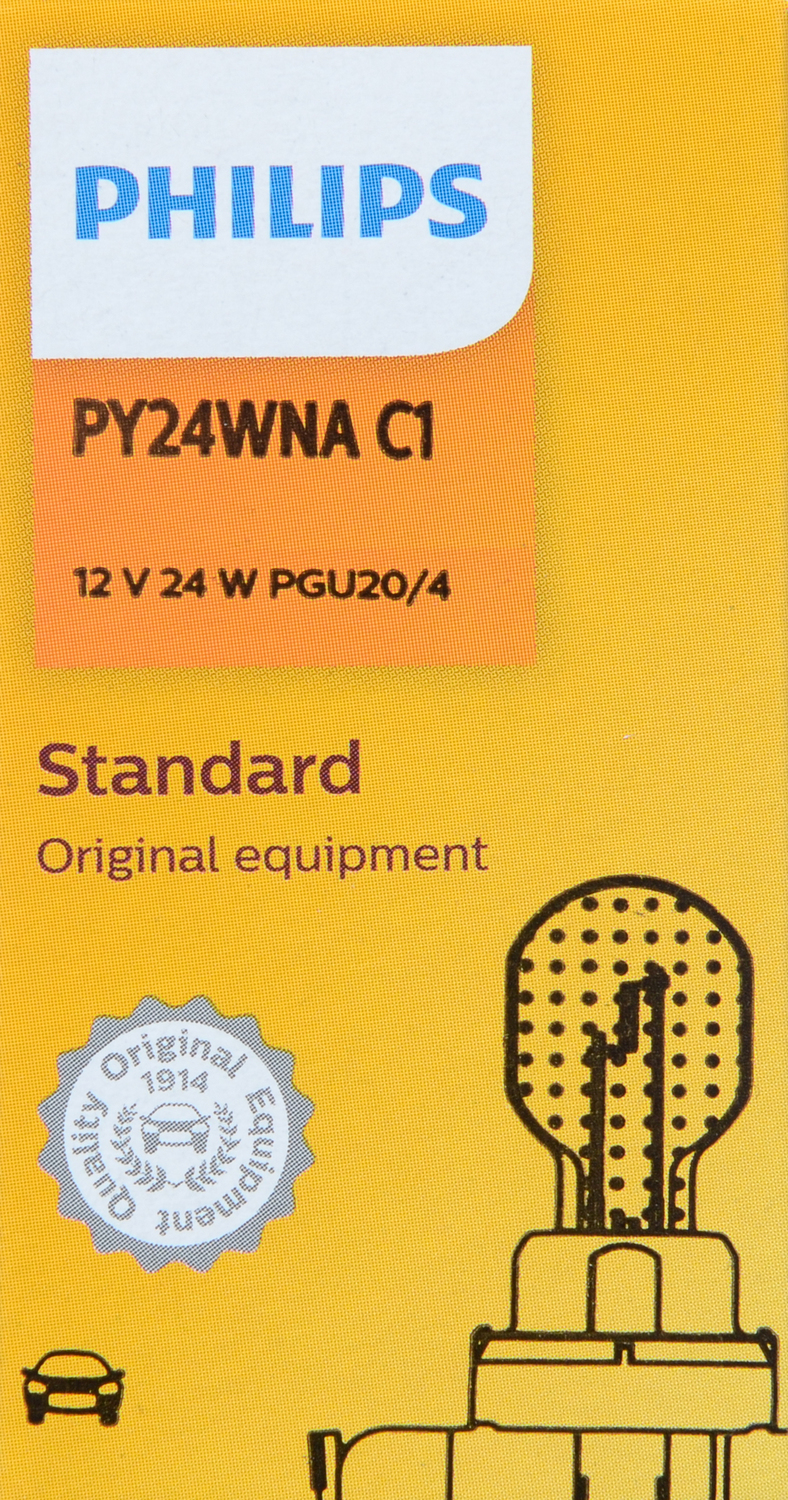 PHILIPS
PY24WNA C1
12 V 24 W PGU20/4
Standard
Original equipment
Original Equipment Quality
1914